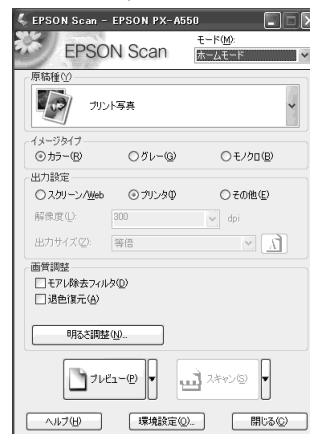 EPSON Scan - EPSON PX-A550
EPSON Scan
モード(M):
ホームモード
原稿種(Y)
プリント写真
イメージタイプ
カラー(R) グレー(G) モノクロ(B)
出力設定
スクリーン/Web プリンタ(I) その他(E)
解像度(L): 300 dpi
出力サイズ(Z): 等倍
画質調整
モアレ除去フィルタ(D)
退色復元(A)
明るさ調整(N)...
プレビュー(P) スキャン(S)
ヘルプ(H) 環境設定(O)... 閉じる(C)